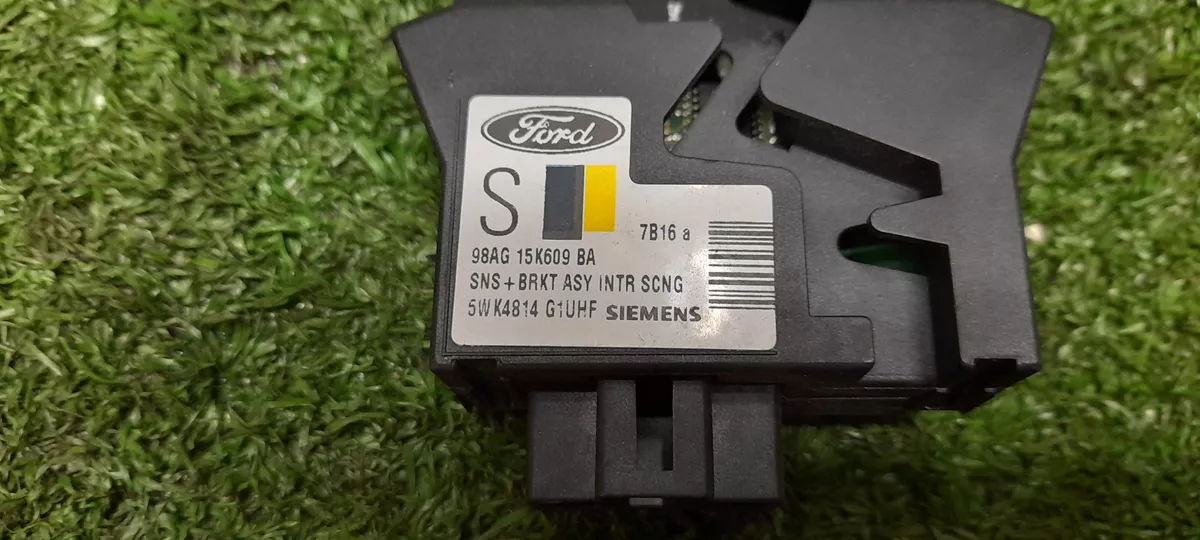 Ford
S
7B16 a
98AG 15K609 BA
SNS + BRKT ASY INTR SCNG
5WK4814 G1UHF SIEMENS